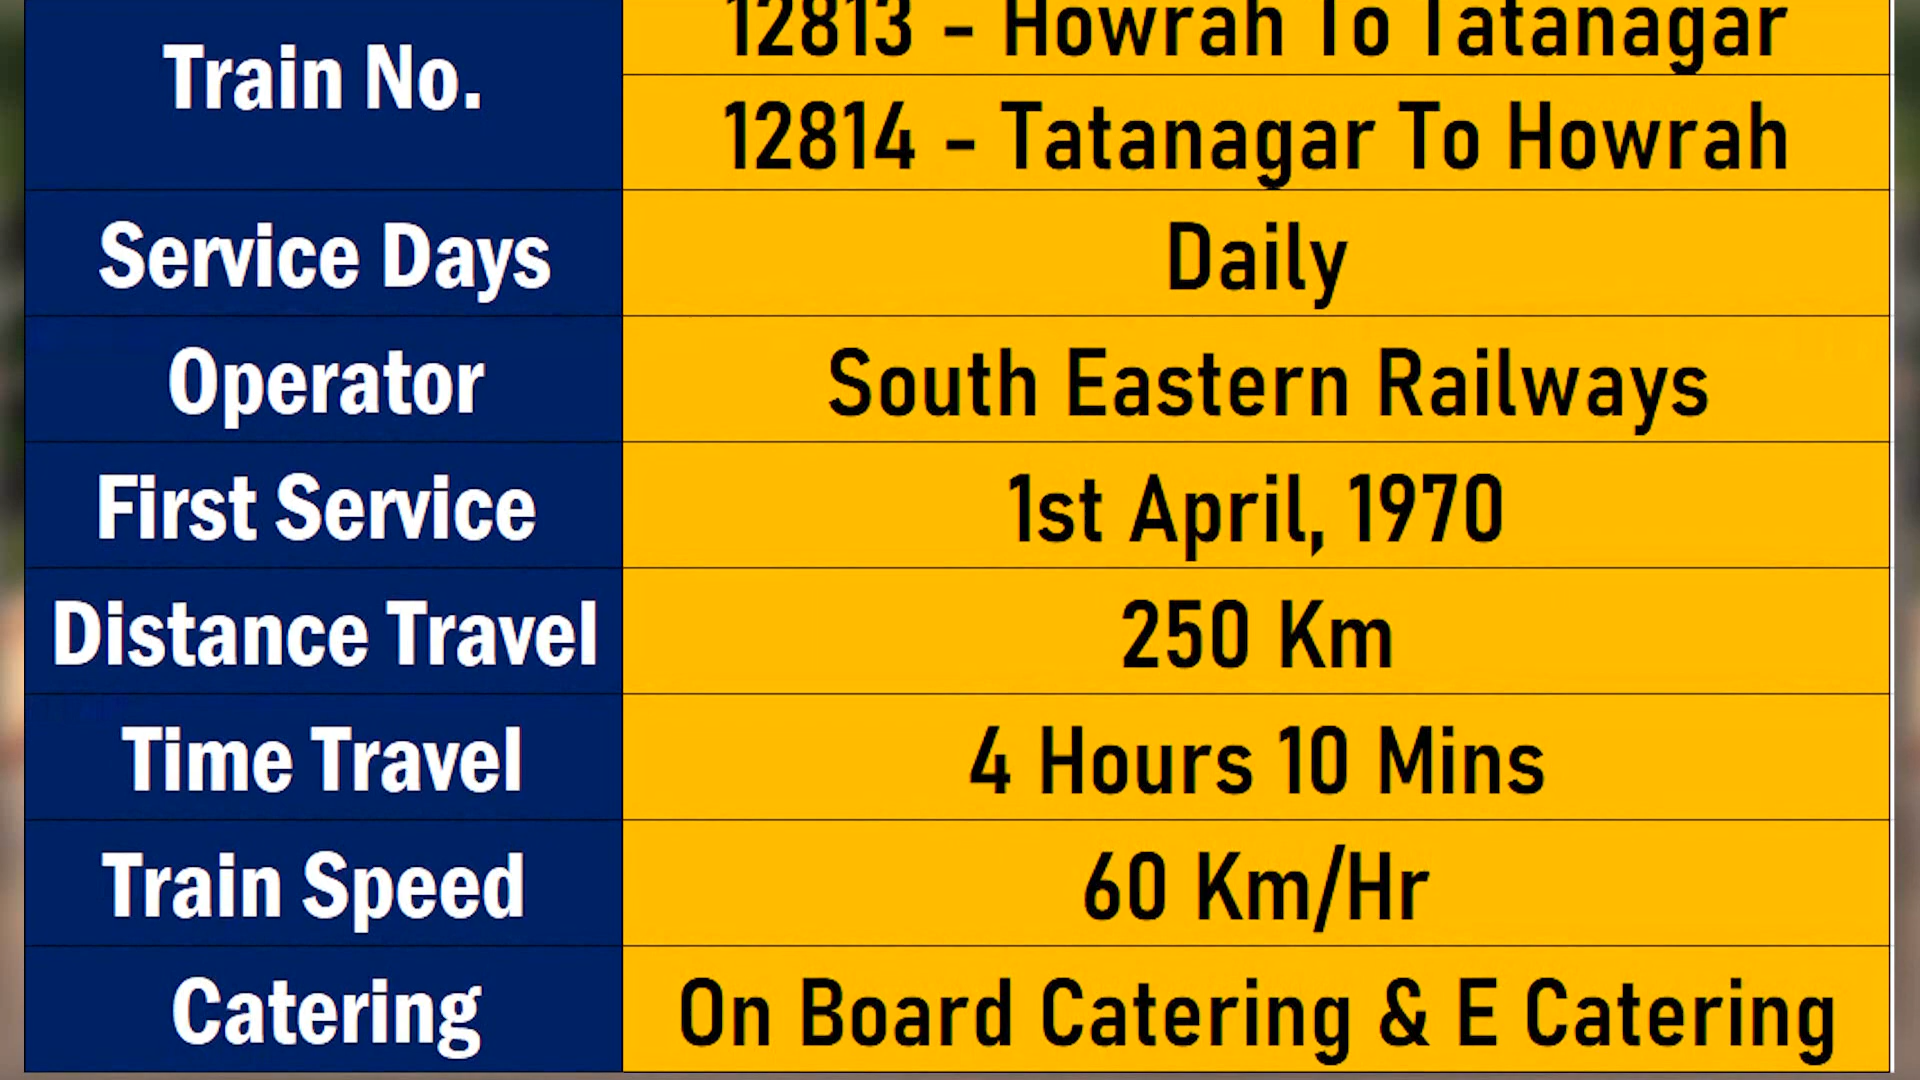 12813 - Howrah To Tatanagar
Train No.
12814 - Tatanagar To Howrah
Service Days Daily
Operator South Eastern Railways
First Service 1st April, 1970
Distance Travel 250 Km
Time Travel 4 Hours 10 Mins
Train Speed 60 Km/Hr
Catering On Board Catering & E Catering